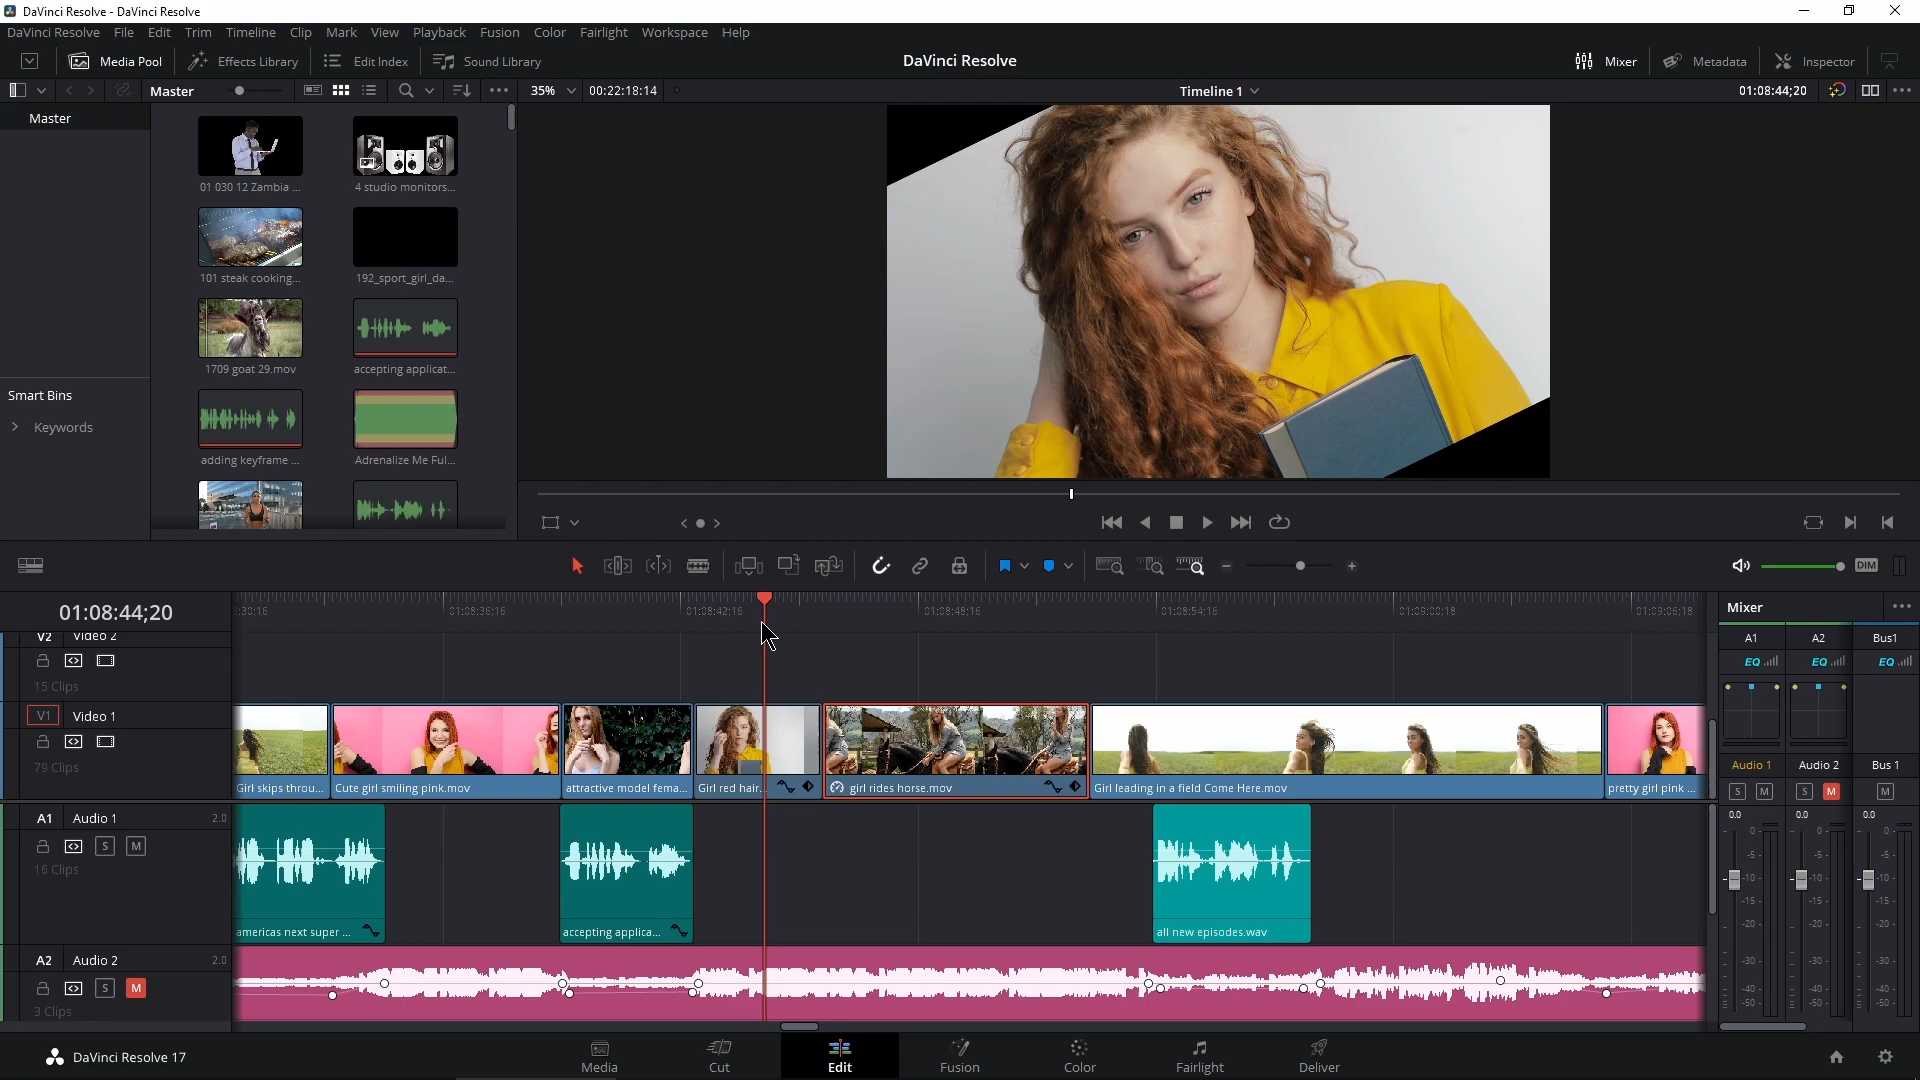 DaVinci Resolve - DaVinci Resolve
DaVinci Resolve File Edit Trim Timeline Clip Mark View Playback Fusion Color Fairlight Workspace Help
Media Pool Effects Library Edit Index Sound Library DaVinci Resolve Mixer Metadata Inspector
Master 35% 00:22:18:14 Timeline 1 01:08:44;20
Master
01 030 12 Zambia ... 4 studio monitors...
101 steak cooking... 192_sport_girl_da...
1709 goat 29.mov accepting applicat...
Smart Bins
Keywords
adding keyframe ... Adrenalize Me Ful...
DIM
01:08:44;20
:30;16 01:08:36;16 01:08:42;16 01:08:48;16 01:08:54;16 01:09:00;18 01:09:06;18
Mixer
V2 Video 2
15 Clips
A1 A2 Bus1
EQ EQ EQ
V1 Video 1
79 Clips
Girl skips throu... Cute girl smiling pink.mov attractive model fema... Girl red hair... girl rides horse.mov Girl leading in a field Come Here.mov pretty girl pink ...
Audio 1 Audio 2 Bus 1
S M S M M
A1 Audio 1 2.0
S M
16 Clips
americas next super ... accepting applica... all new episodes.wav
0.0 0.0 0.0
0 0 0
-5 -5 -5
-10 -10 -10
-15 -15 -15
-20 -20 -20
-30 -30 -30
-40 -40 -40
-50 -50 -50
A2 Audio 2 2.0
S M
3 Clips
DaVinci Resolve 17
Media Cut Edit Fusion Color Fairlight Deliver